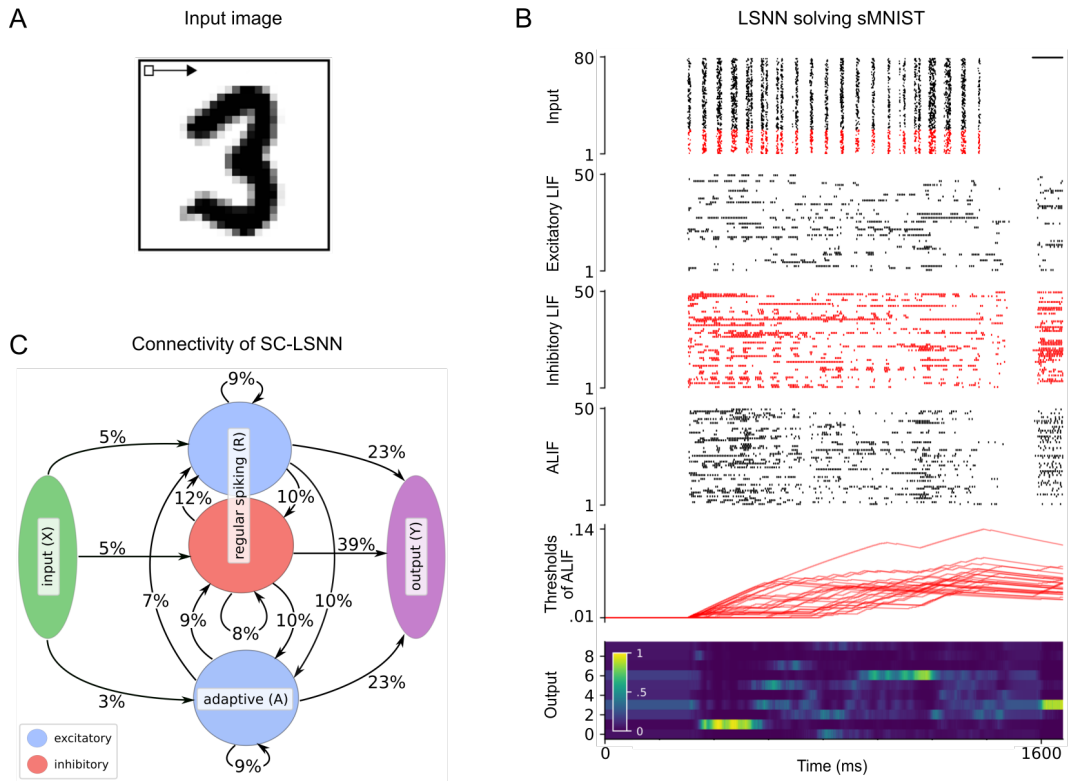 A
Input image
B
LSNN solving sMNIST
80
Input
1
50
Excitatory LIF
1
50
Inhibitory LIF
1
50
ALIF
1
.14
Thresholds
of ALIF
.01
8
6
4
2
0
Output
1
.5
0
0
1600
Time (ms)
C
Connectivity of SC-LSNN
9%
5%
23%
12%
10%
regular spiking (R)
input (X)
output (Y)
5%
39%
7%
9%
8%
10%
10%
3%
adaptive (A)
23%
9%
excitatory
inhibitory